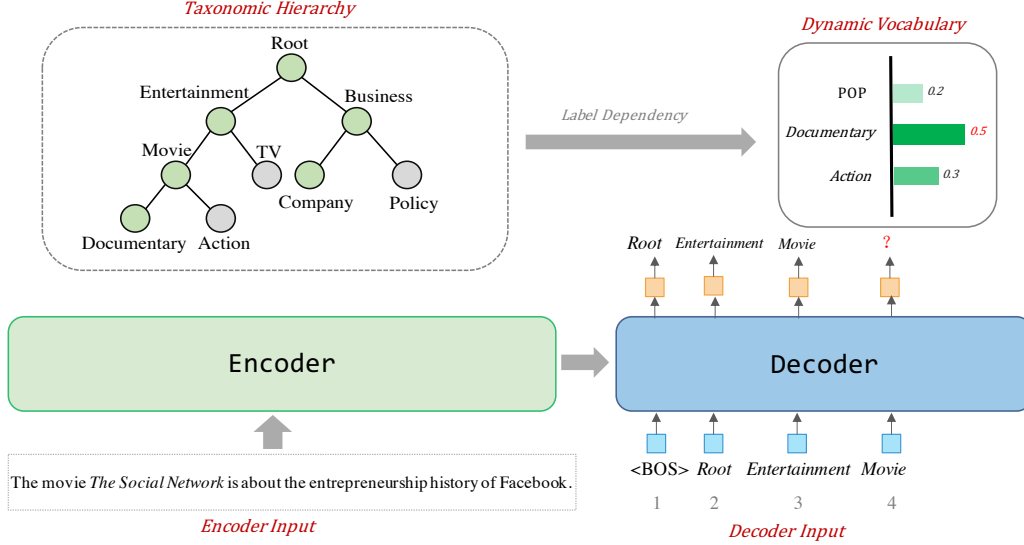 Taxonomic Hierarchy
Root
Entertainment
Business
Movie
TV
Company
Policy
Documentary
Action
Label Dependency
Dynamic Vocabulary
POP
0.2
Documentary
0.5
Action
0.3
Root
Entertainment
Movie
?
Encoder
Decoder
<BOS>
Root
Entertainment
Movie
1
2
3
4
The movie The Social Network is about the entrepreneurship history of Facebook.
Encoder Input
Decoder Input